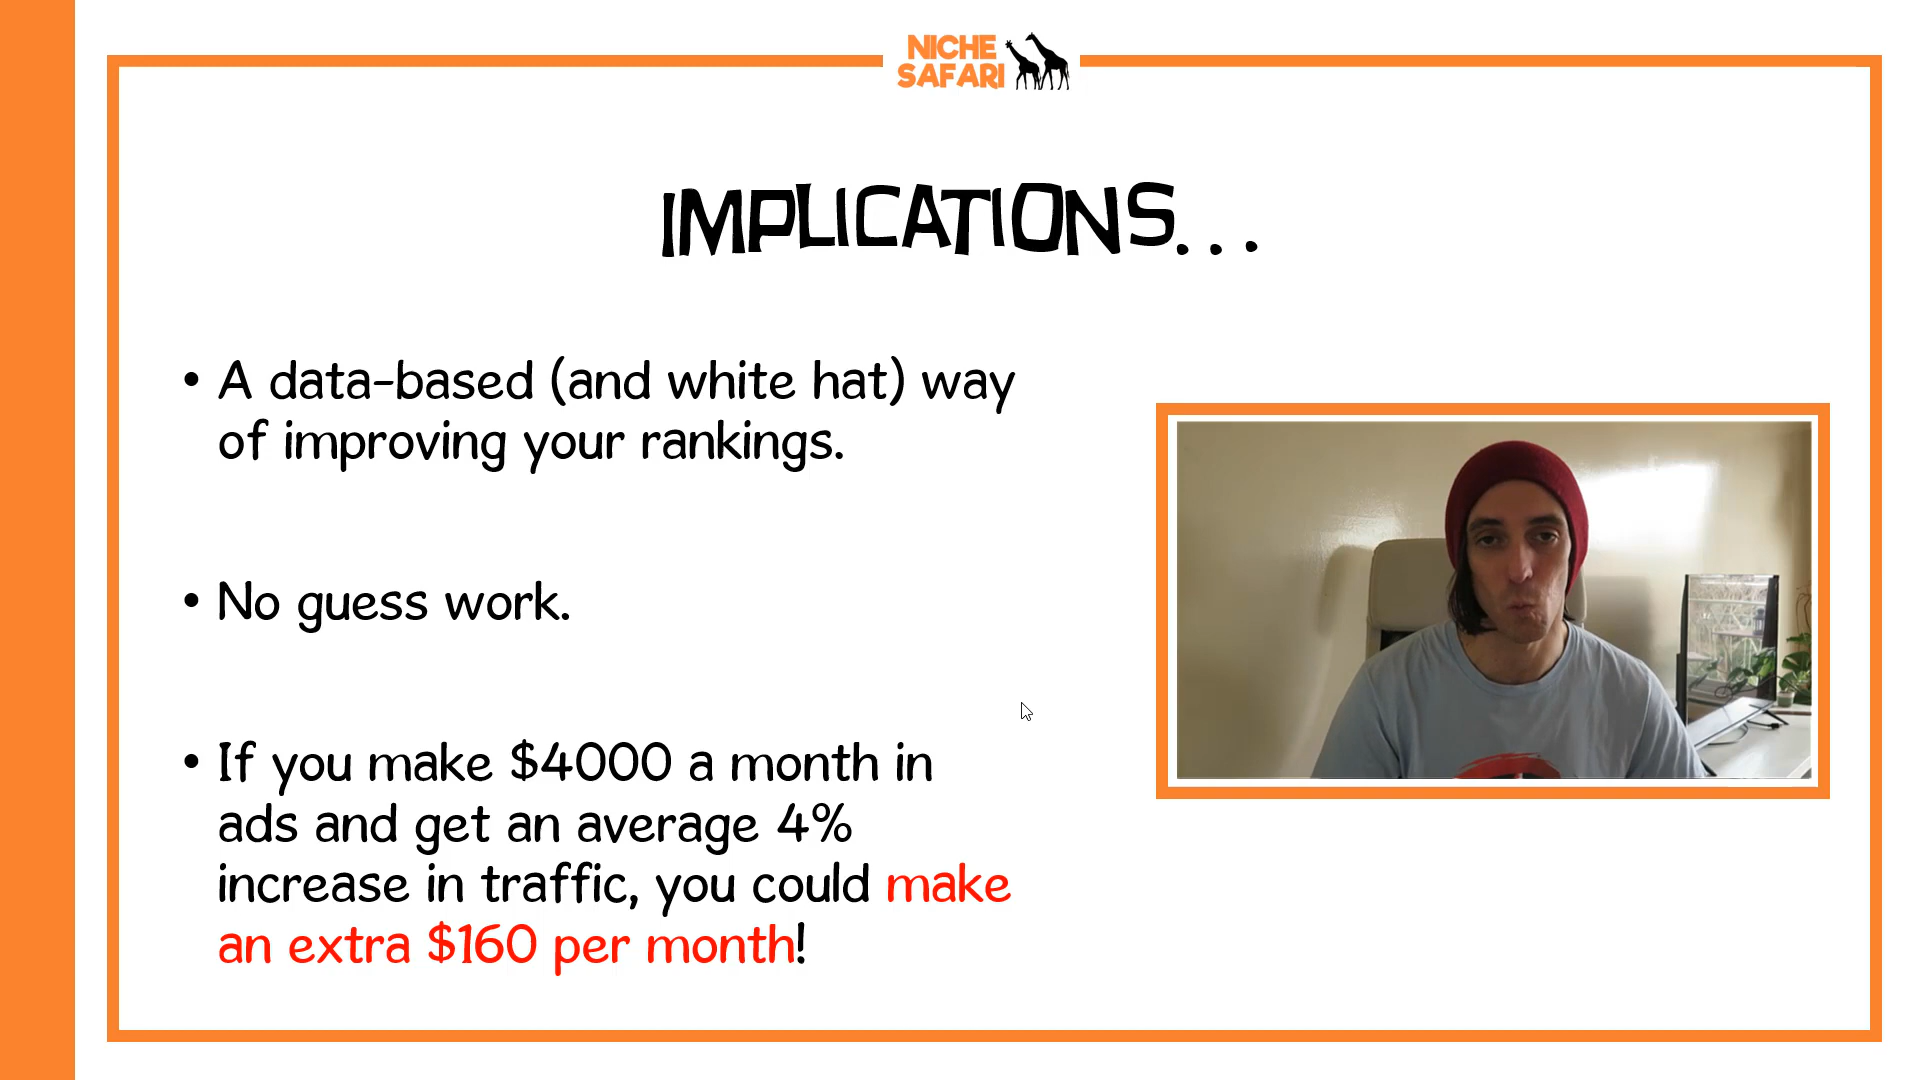 NICHE
SAFARI
IMPLICATIONS...
• A data-based (and white hat) way
of improving your rankings.
• No guess work.
• If you make $4000 a month in
ads and get an average 4%
increase in traffic, you could make
an extra $160 per month!